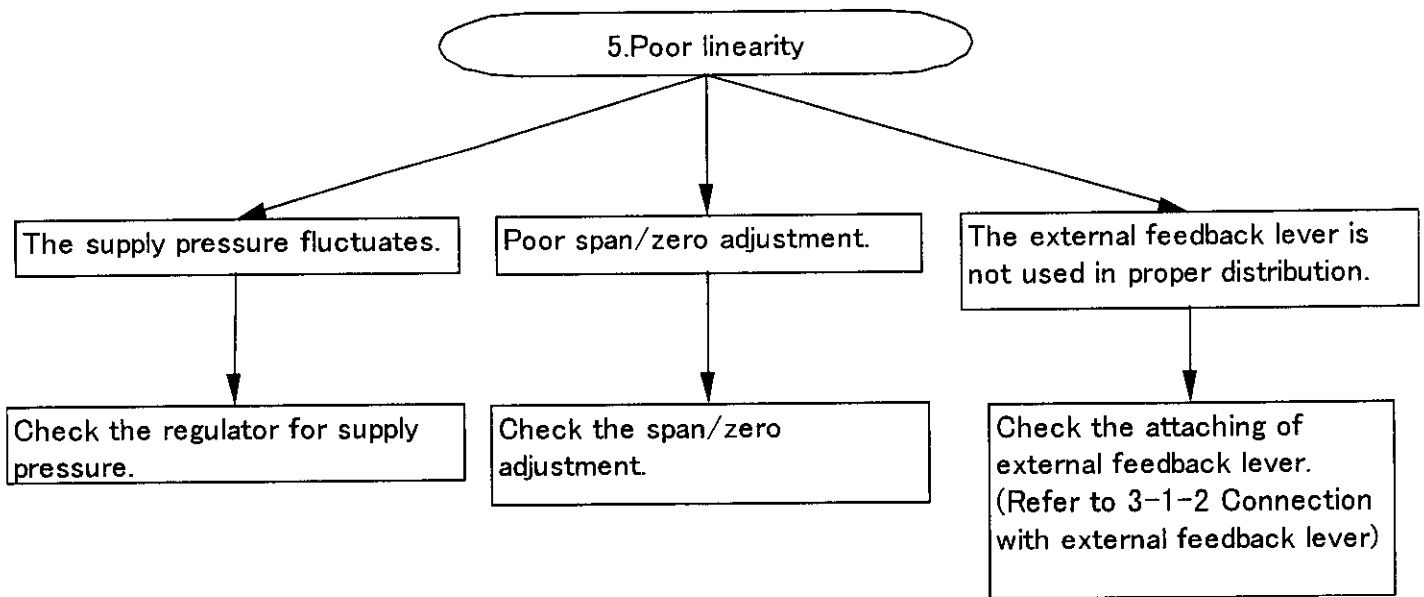 5.Poor linearity
The supply pressure fluctuates.
Poor span/zero adjustment.
The external feedback lever is
not used in proper distribution.
Check the regulator for supply
pressure.
Check the span/zero
adjustment.
Check the attaching of
external feedback lever.
(Refer to 3-1-2 Connection
with external feedback lever)